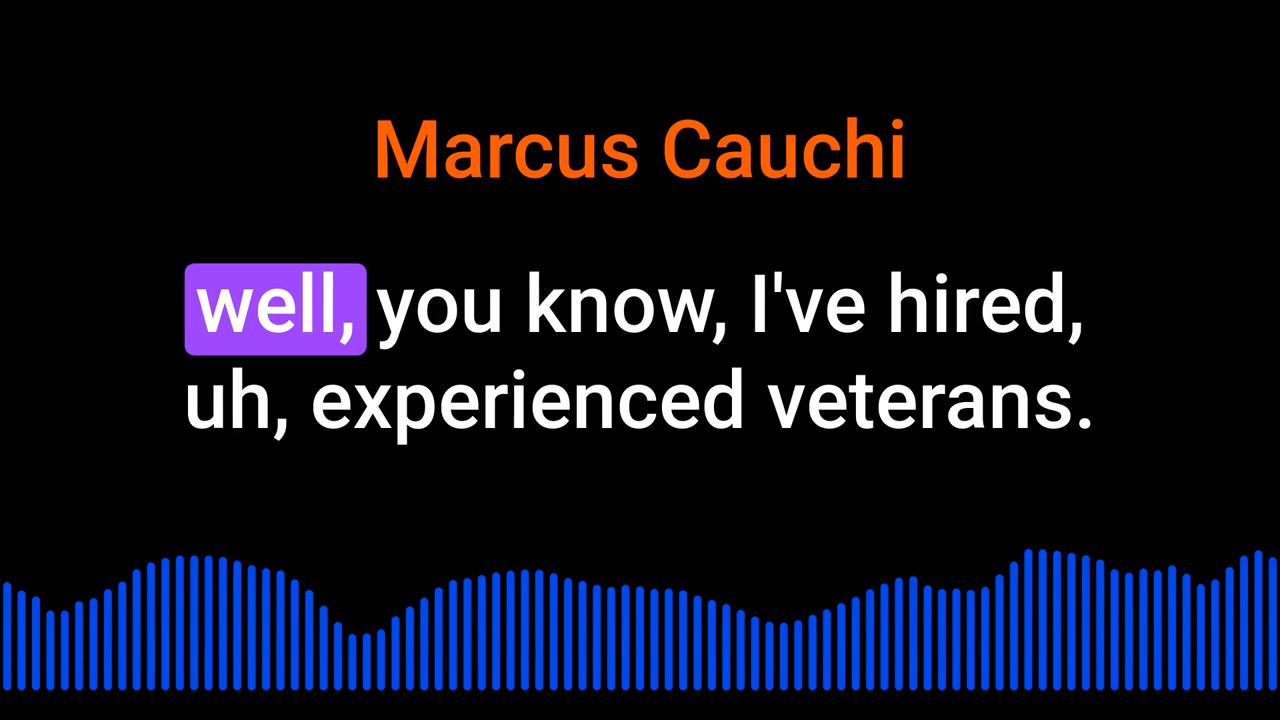 Marcus Cauchi
well, you know, I've hired,
uh, experienced veterans.